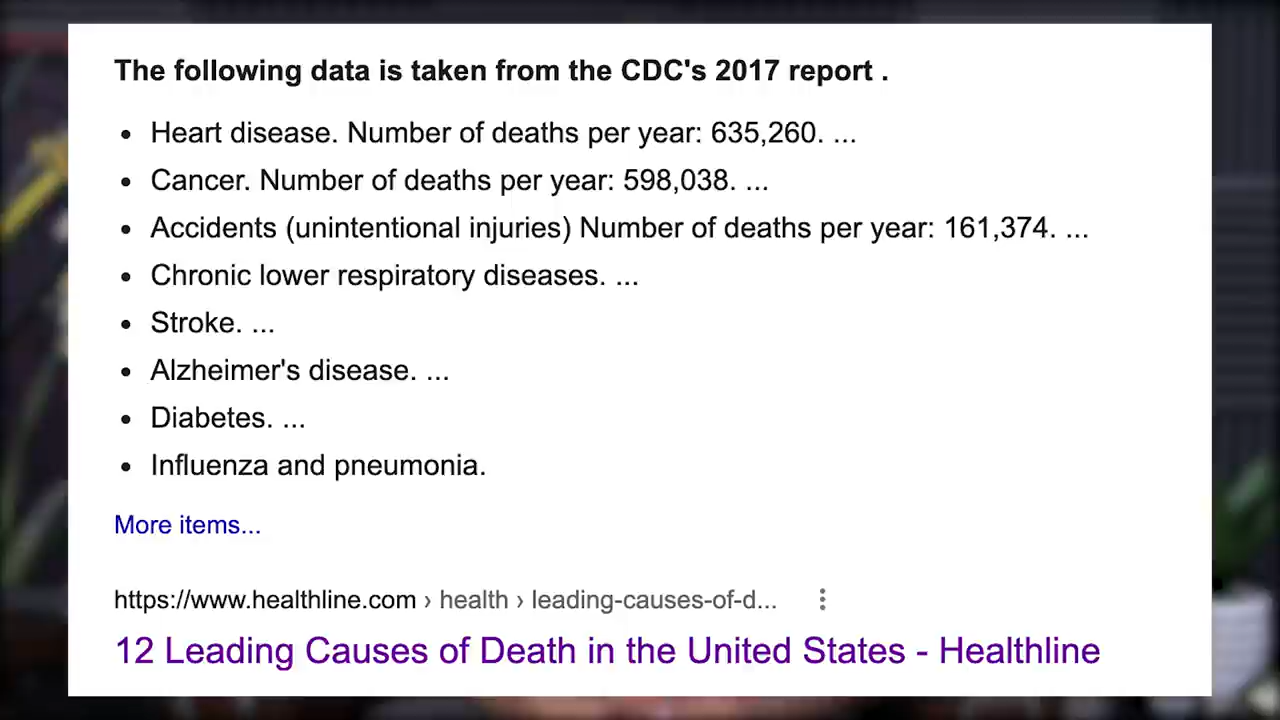 The following data is taken from the CDC's 2017 report .
• Heart disease. Number of deaths per year: 635,260. ...
• Cancer. Number of deaths per year: 598,038. ...
• Accidents (unintentional injuries) Number of deaths per year: 161,374. ...
• Chronic lower respiratory diseases. ...
• Stroke. ...
• Alzheimer's disease. ...
• Diabetes. ...
• Influenza and pneumonia.
More items...
https://www.healthline.com › health › leading-causes-of-d...
12 Leading Causes of Death in the United States - Healthline